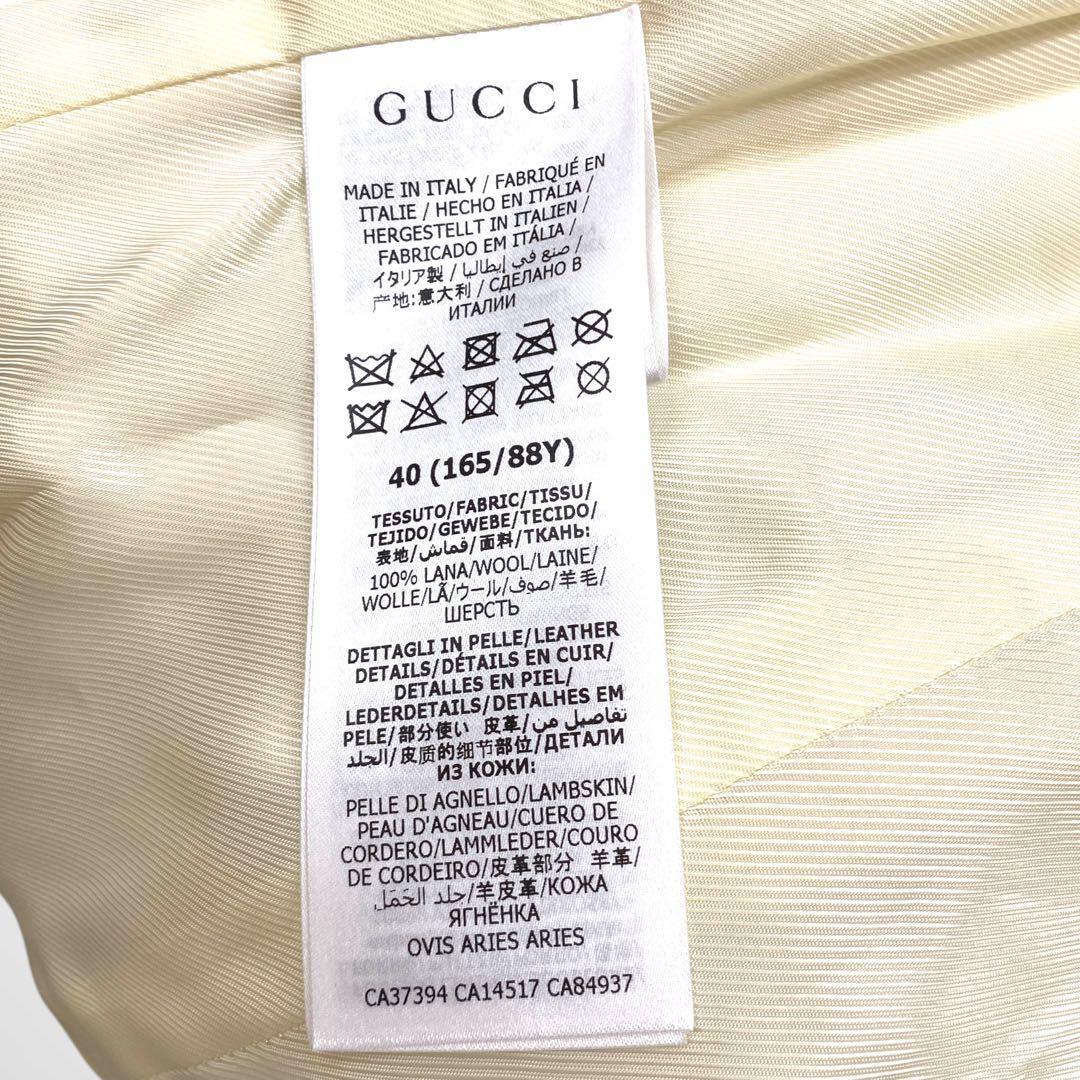 GUCCI
MADE IN ITALY / FABRIQUÉ EN
ITALIE / HECHO EN ITALIA /
HERGESTELLT IN ITALIEN /
FABRICADO EM ITÁLIA /
イタリア製 / صنع في إيطاليا /
产地:意大利 / СДЕЛАНО В
ИТАЛИИ
40 (165/88Y)
TESSUTO/FABRIC/TISSU/
TEJIDO/GEWEBE/TECIDO/
表地/قماش/面料/ТКАНЬ:
100% LANA/WOOL/LAINE/
WOLLE/LÃ/ウール/صوف/羊毛/
ШЕРСТЬ
DETTAGLI IN PELLE/LEATHER
DETAILS/DÉTAILS EN CUIR/
DETALLES EN PIEL/
LEDERDETAILS/DETALHES EM
PELE/部分使い 皮革/تفاصيل من
الجلد/皮质的细节部位/ДЕТАЛИ
ИЗ КОЖИ:
PELLE DI AGNELLO/LAMBSKIN/
PEAU D'AGNEAU/CUERO DE
CORDERO/LAMMLEDER/COURO
DE CORDEIRO/皮革部分 羊革/
جلد الحَمَل/羊皮革/КОЖА
ЯГНЁНКА
OVIS ARIES ARIES
CA37394 CA14517 CA84937